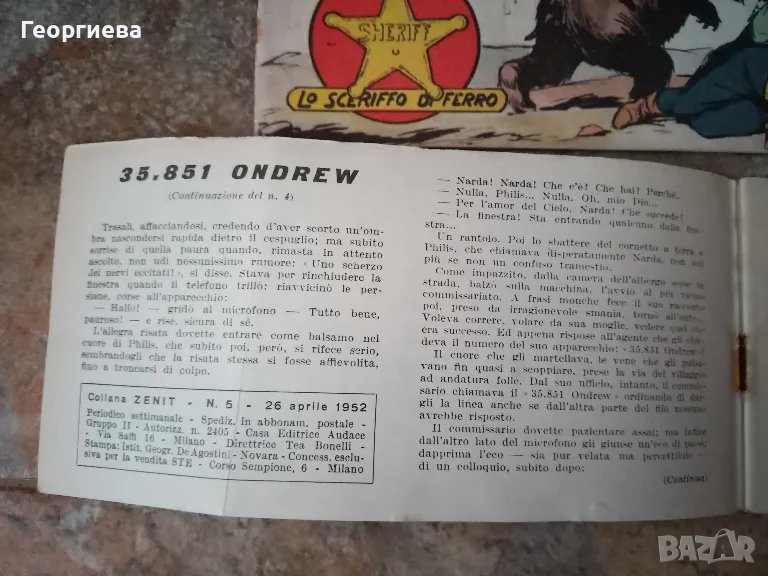 Георгиева
SHERIFF
LO SCERIFFO DI FERRO
35.851 ONDREW
(Continuazione del n. 4)
Trasalì, affacciandosi, credendo d'aver scorto un'om-
bra nascondersi rapida dietro il cespuglio; ma subito
sorrise di quella paura quando, rimasta in attento
ascolto, non udì nessunissimo rumore: « Uno scherzo
dei nervi eccitati! », si disse. Stava per rinchiudere la
finestra quando il telefono trillò: riavvicinò le per-
siane, corse all'apparecchio:
— Hallò! — gridò al microfono — Tutto bene,
pauroso! — e rise, sicura di sé.
L'allegra risata dovette entrare come balsamo nel
cuore di Philis, che subito poi, però, si rifece serio,
sembrandogli che la risata stessa si fosse affievolita,
fino a troncarsi di colpo.
Collana ZENIT - N. 5 - 26 aprile 1952
Periodico settimanale - Spediz. in abbonam. postale -
Gruppo II - Autorizz. n. 2405 - Casa Editrice Audace
- Via Saffi 16 - Milano - Direttrice Tea Bonelli -
Stampa: Istit. Geogr. De Agostini - Novara - Concess. esclu-
siva per la vendita STE - Corso Sempione, 6 - Milano
— Narda! Narda! Che c'è? Che hai? Perché..
— Nulla, Philis... Nulla. Oh, mio Dio...
— Per l'amor del Cielo, Narda! Che succede?
— La finestra! Sta entrando qualcuno dalla fine-
stra...
Un rantolo. Poi lo sbattere del cornetto a terra e
Philis, che chiamava disperatamente Narda, non udì
più se non un confuso tramestio.
Come impazzito, dalla camera dell'albergo scese in
strada, balzò sulla macchina, l'avviò al più vicino
commissariato. A frasi monche fece il suo racconto
poi, preso da irragionevole smania, tornò all'auto.
Voleva correre, volare da sua moglie, vedere quel che
era successo. Ed appena rispose all'agente che gli chie-
deva il numero del suo apparecchio: «35.851 Ondrew»!
Il cuore che gli martellava, le vene che gli pulsa-
vano fin quasi a scoppiare, prese la via del villaggio
ad andatura folle. Dal suo ufficio, intanto, il commis-
sario chiamava il « 35.851 Ondrew » ordinando di dar-
gli la linea anche se dall'altra parte del filo nessuno
avrebbe risposto.
Il commissario dovette pazientare assai; ma infine
dall'altro lato del microfono gli giunse un'eco di passi:
dapprima l'eco — sia pur velata ma percettibile —
di un colloquio, subito dopo:
(Continua)
BAZAR